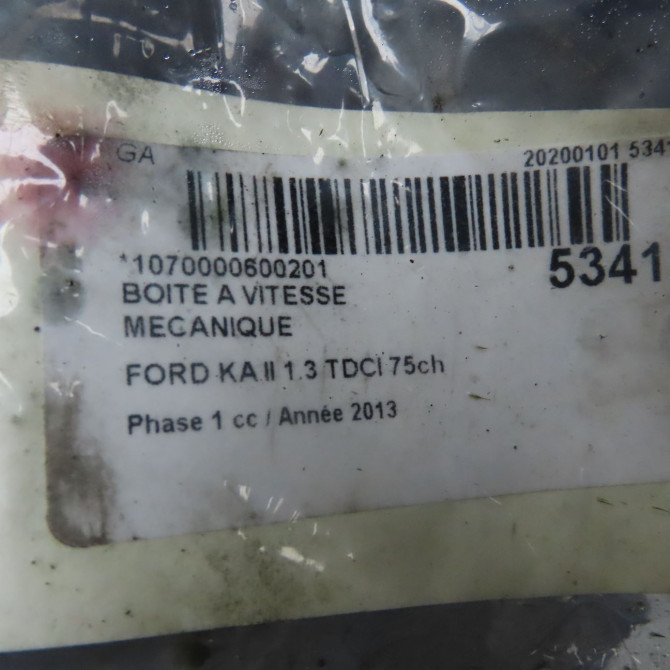 GA 20200101 5341
*1070000600201 5341
BOITE A VITESSE
MECANIQUE
FORD KA II 1.3 TDCI 75ch
Phase 1 cc / Année 2013